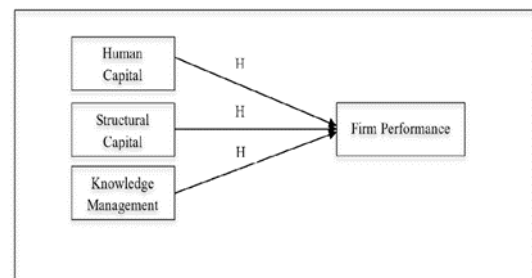 Human
Capital
H
Structural
Capital
H
Firm Performance
H
Knowledge
Management